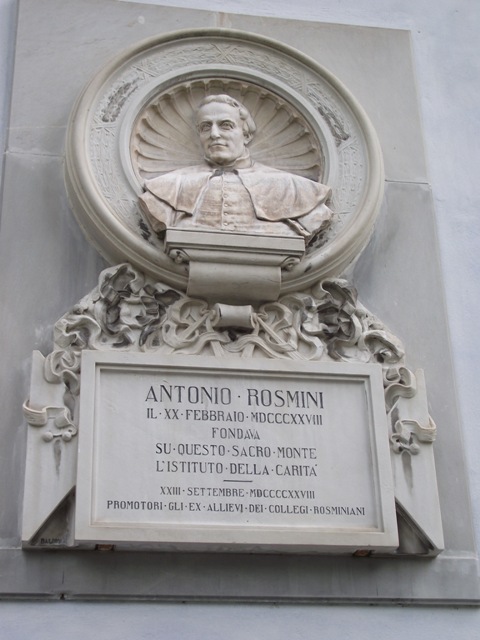 ANTONIO · ROSMINI
IL·XX·FEBBRAIO·MDCCCXXVIII
FONDAVA
SU·QUESTO·SACRO·MONTE
L'ISTITUTO·DELLA·CARITA'
XXIII·SETTEMBRE·MDCCCCXXVIII
PROMOTORI·GLI·EX·ALLIEVI·DEI·COLLEGI·ROSMINIANI